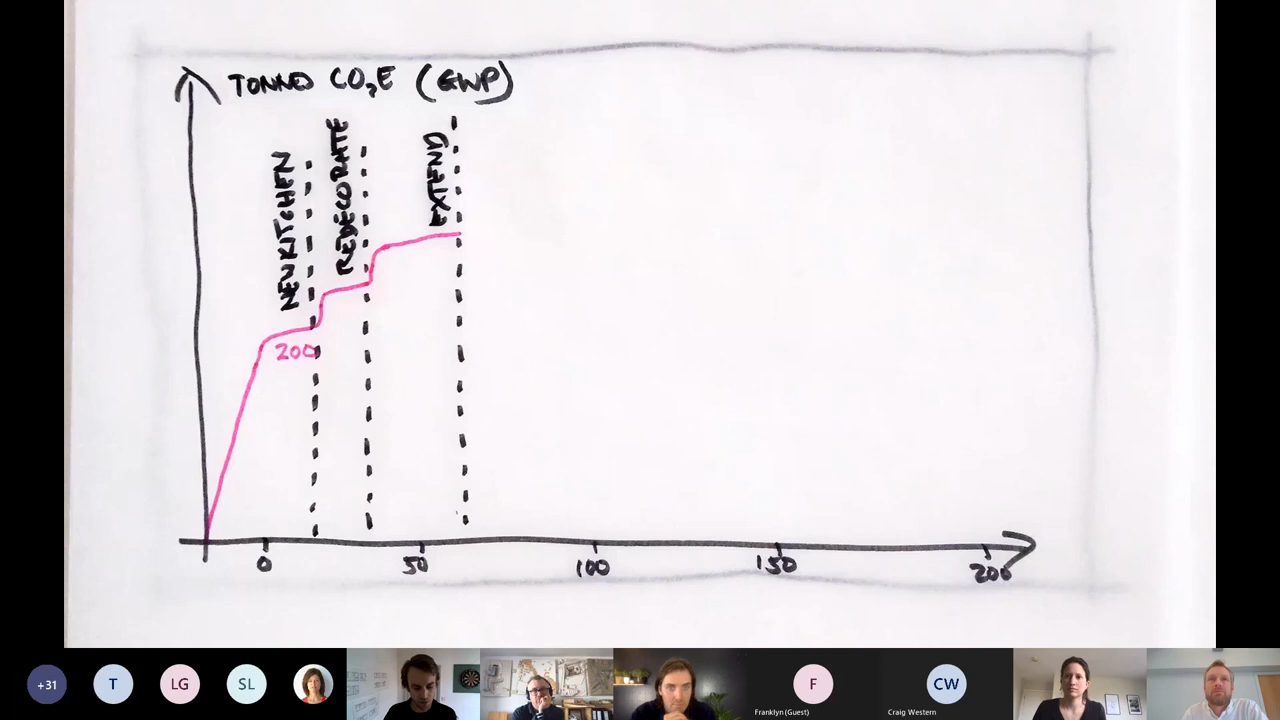 TONNES CO₂E (GWP)
NEW KITCHEN
REDECORATE
EXTEND
200
0
50
100
150
200
+31
T
LG
SL
F
CW
Franklyn (Guest)
Craig Western